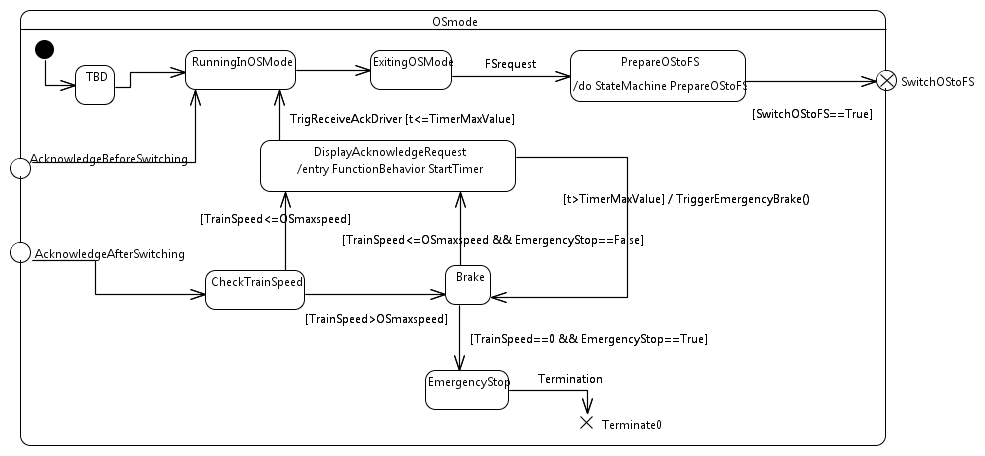 OSmode
TBD
RunningInOSMode
ExitingOSMode
FSrequest
PrepareOStoFS
/do StateMachine PrepareOStoFS
SwitchOStoFS
[SwitchOStoFS==True]
TrigReceiveAckDriver [t<=TimerMaxValue]
AcknowledgeBeforeSwitching
DisplayAcknowledgeRequest
/entry FunctionBehavior StartTimer
[t>TimerMaxValue] / TriggerEmergencyBrake()
[TrainSpeed<=OSmaxspeed]
[TrainSpeed<=OSmaxspeed && EmergencyStop==False]
AcknowledgeAfterSwitching
CheckTrainSpeed
Brake
[TrainSpeed>OSmaxspeed]
[TrainSpeed==0 && EmergencyStop==True]
EmergencyStop
Termination
Terminate0